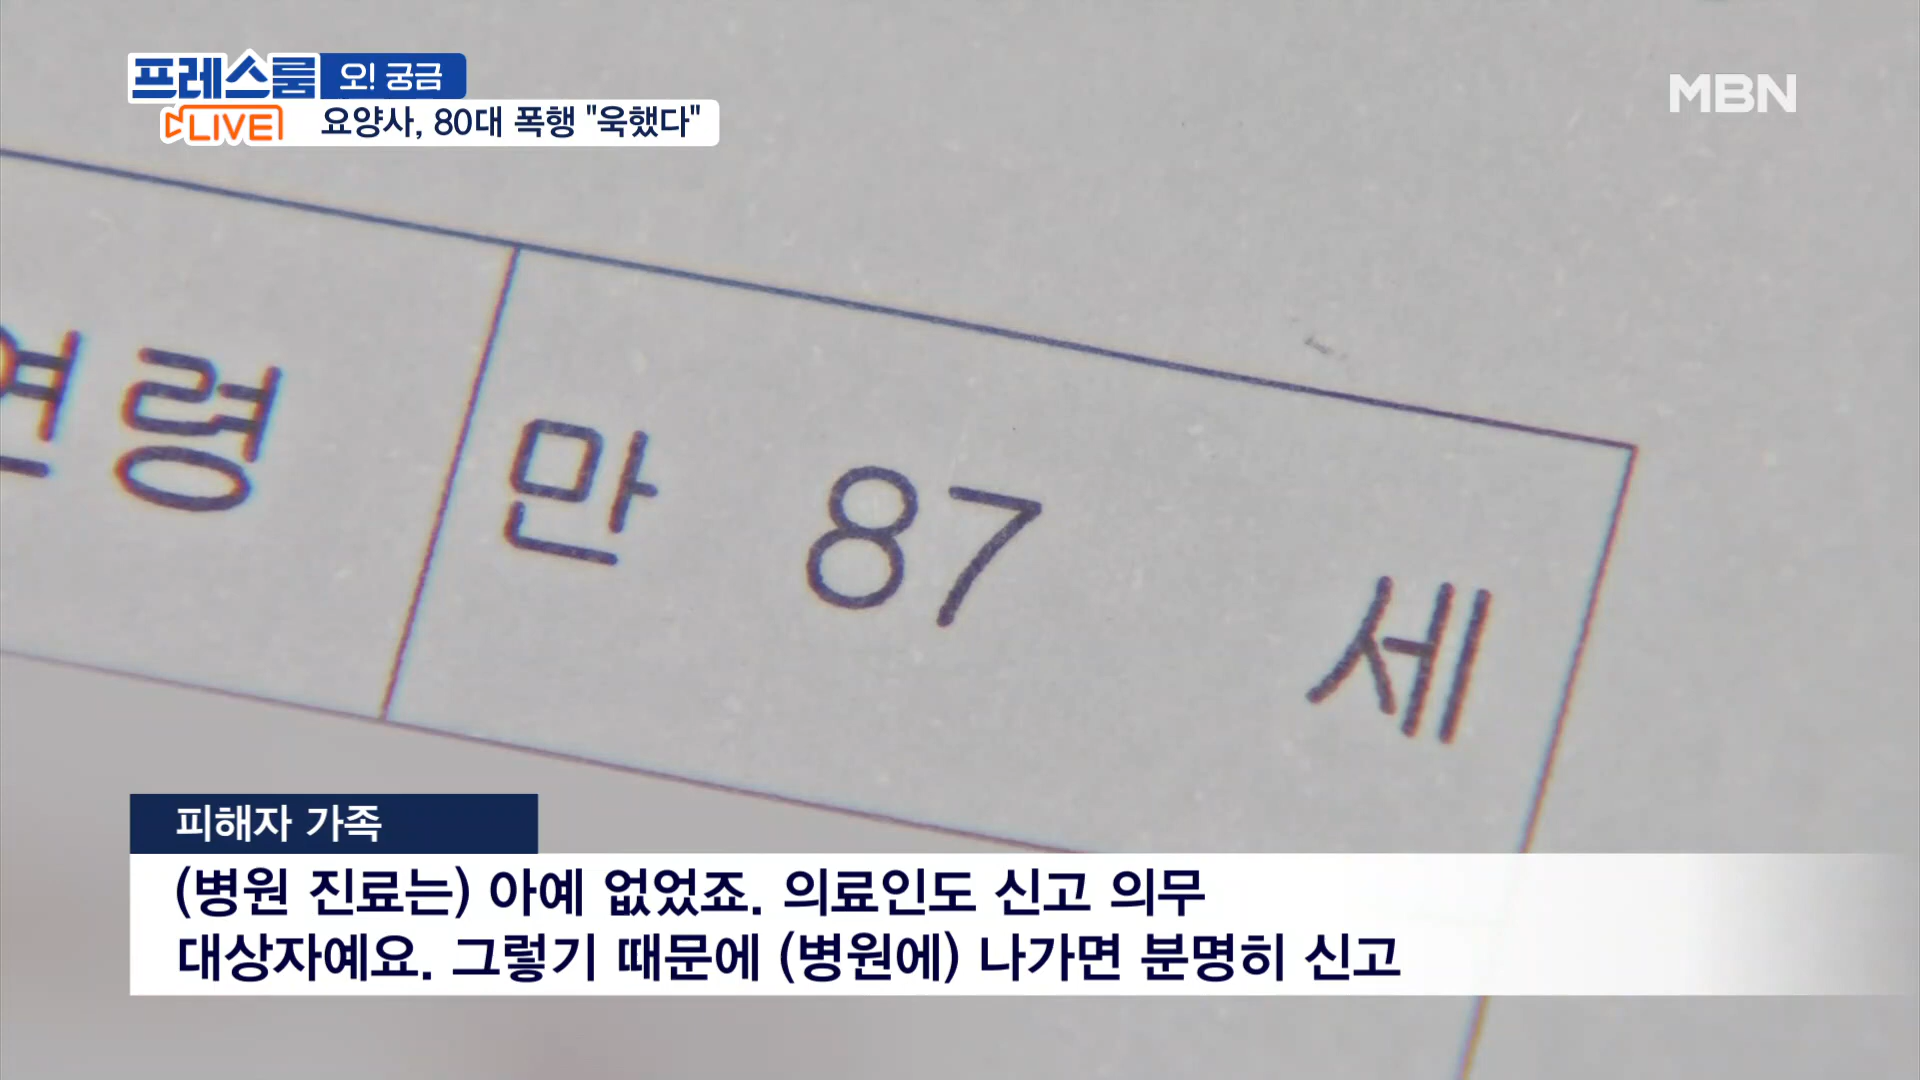 프레스룸 오! 궁금
MBN
LIVE 요양사, 80대 폭행 "욱했다"
연령 만 87 세
피해자 가족
(병원 진료는) 아예 없었죠. 의료인도 신고 의무
대상자예요. 그렇기 때문에 (병원에) 나가면 분명히 신고